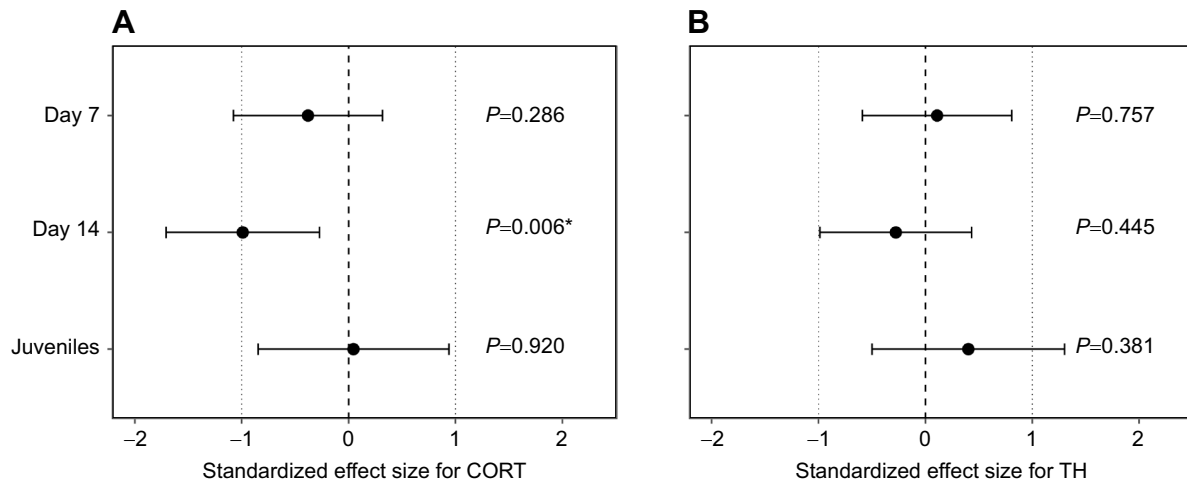 A
Day 7
P=0.286
Day 14
P=0.006*
Juveniles
P=0.920
–2 –1 0 1 2
Standardized effect size for CORT
B
P=0.757
P=0.445
P=0.381
–2 –1 0 1 2
Standardized effect size for TH